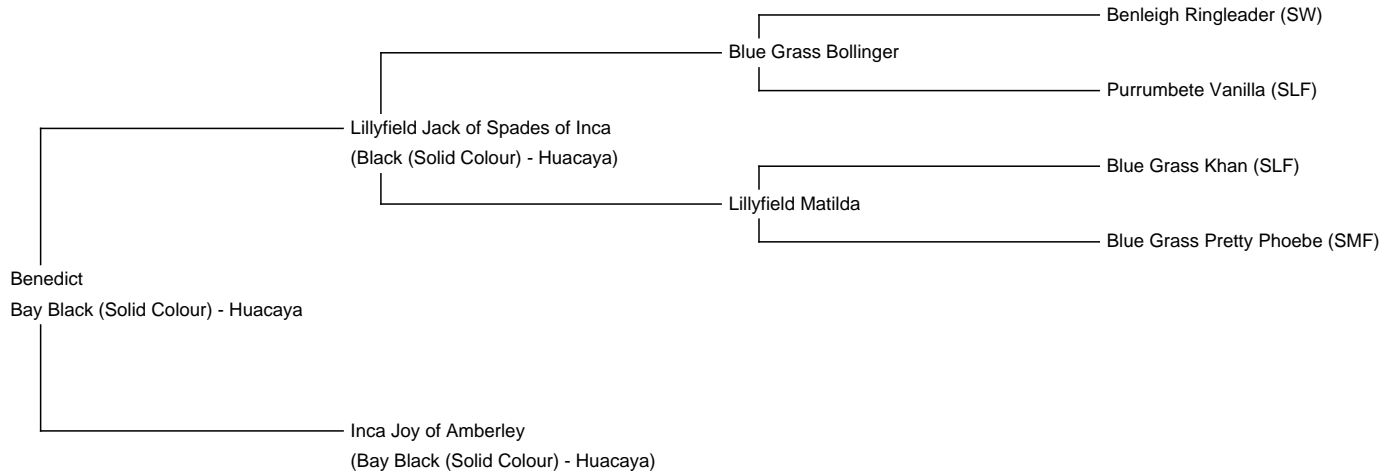 Benleigh Ringleader (SW)
Blue Grass Bollinger
Purrumbete Vanilla (SLF)
Lillyfield Jack of Spades of Inca
(Black (Solid Colour) - Huacaya)
Blue Grass Khan (SLF)
Lillyfield Matilda
Blue Grass Pretty Phoebe (SMF)
Benedict
Bay Black (Solid Colour) - Huacaya
Inca Joy of Amberley
(Bay Black (Solid Colour) - Huacaya)